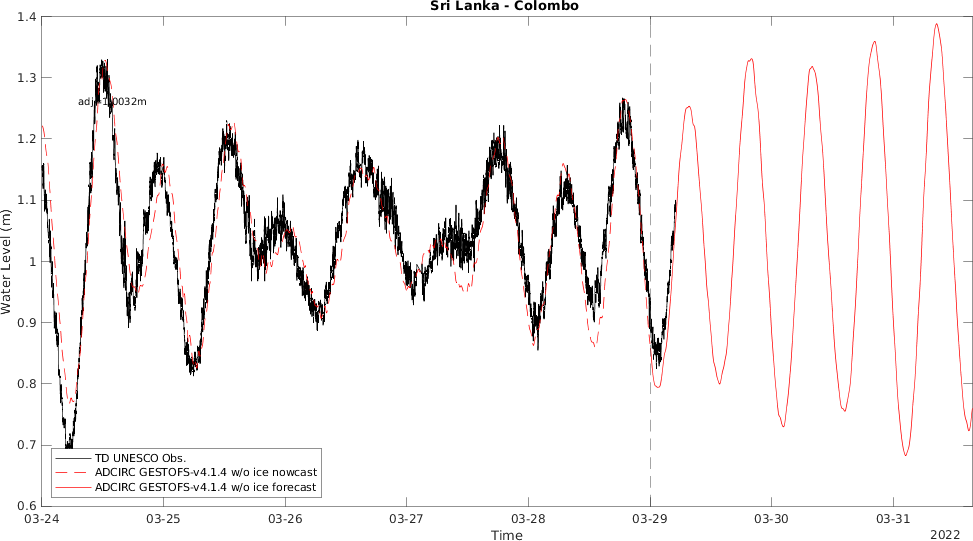 Sri Lanka - Colombo
1.4
1.3
1.2
1.1
1
0.9
0.8
0.7
0.6
Water Level (m)
adj=1.0032m
TD UNESCO Obs.
ADCIRC GESTOFS-v4.1.4 w/o ice nowcast
ADCIRC GESTOFS-v4.1.4 w/o ice forecast
03-24 03-25 03-26 03-27 03-28 03-29 03-30 03-31
Time
2022